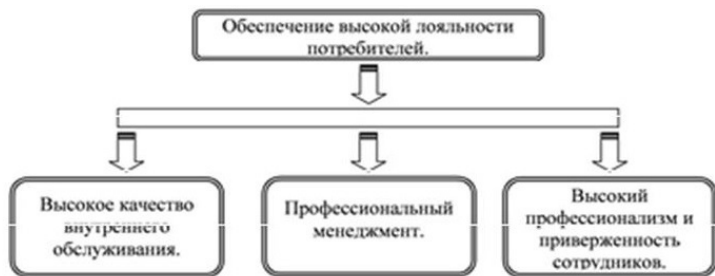 Обеспечение высокой лояльности
потребителей.
Высокое качество
внутреннего
обслуживания.
Профессиональный
менеджмент.
Высокий
профессионализм и
приверженность
сотрудников.